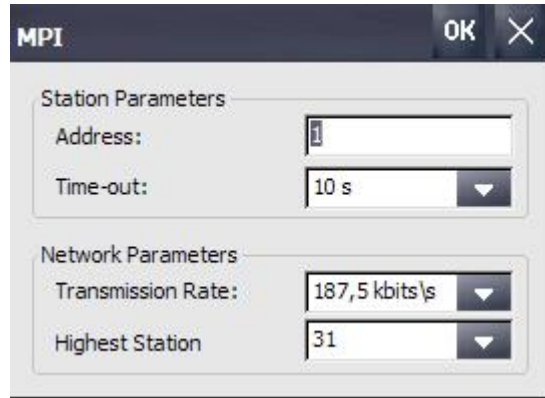 MPI OK
Station Parameters
Address: 1
Time-out: 10 s
Network Parameters
Transmission Rate: 187,5 kbits\s
Highest Station 31